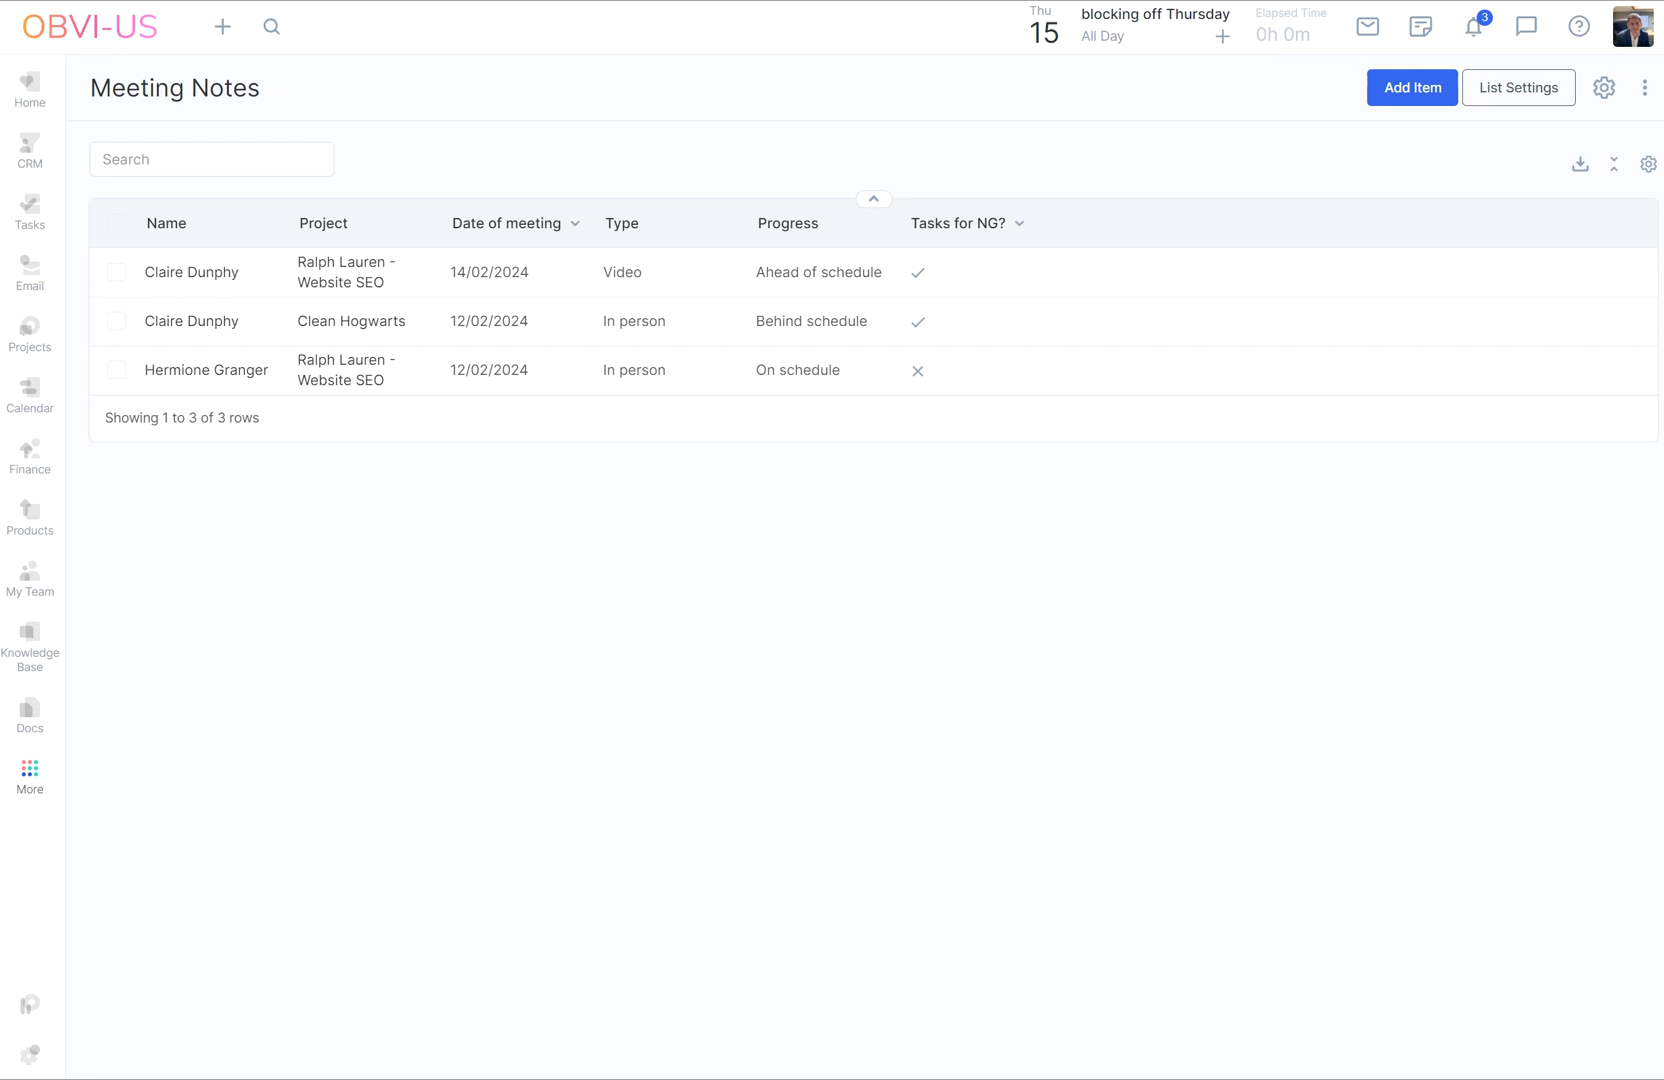 OBVI-US
Thu
15
blocking off Thursday
All Day
Elapsed Time
0h 0m
3
Home
CRM
Tasks
Email
Projects
Calendar
Finance
Products
My Team
Knowledge
Base
Docs
More
Meeting Notes
Add Item
List Settings
Search
Name Project Date of meeting Type Progress Tasks for NG?
Claire Dunphy Ralph Lauren - Website SEO 14/02/2024 Video Ahead of schedule
Claire Dunphy Clean Hogwarts 12/02/2024 In person Behind schedule
Hermione Granger Ralph Lauren - Website SEO 12/02/2024 In person On schedule
Showing 1 to 3 of 3 rows